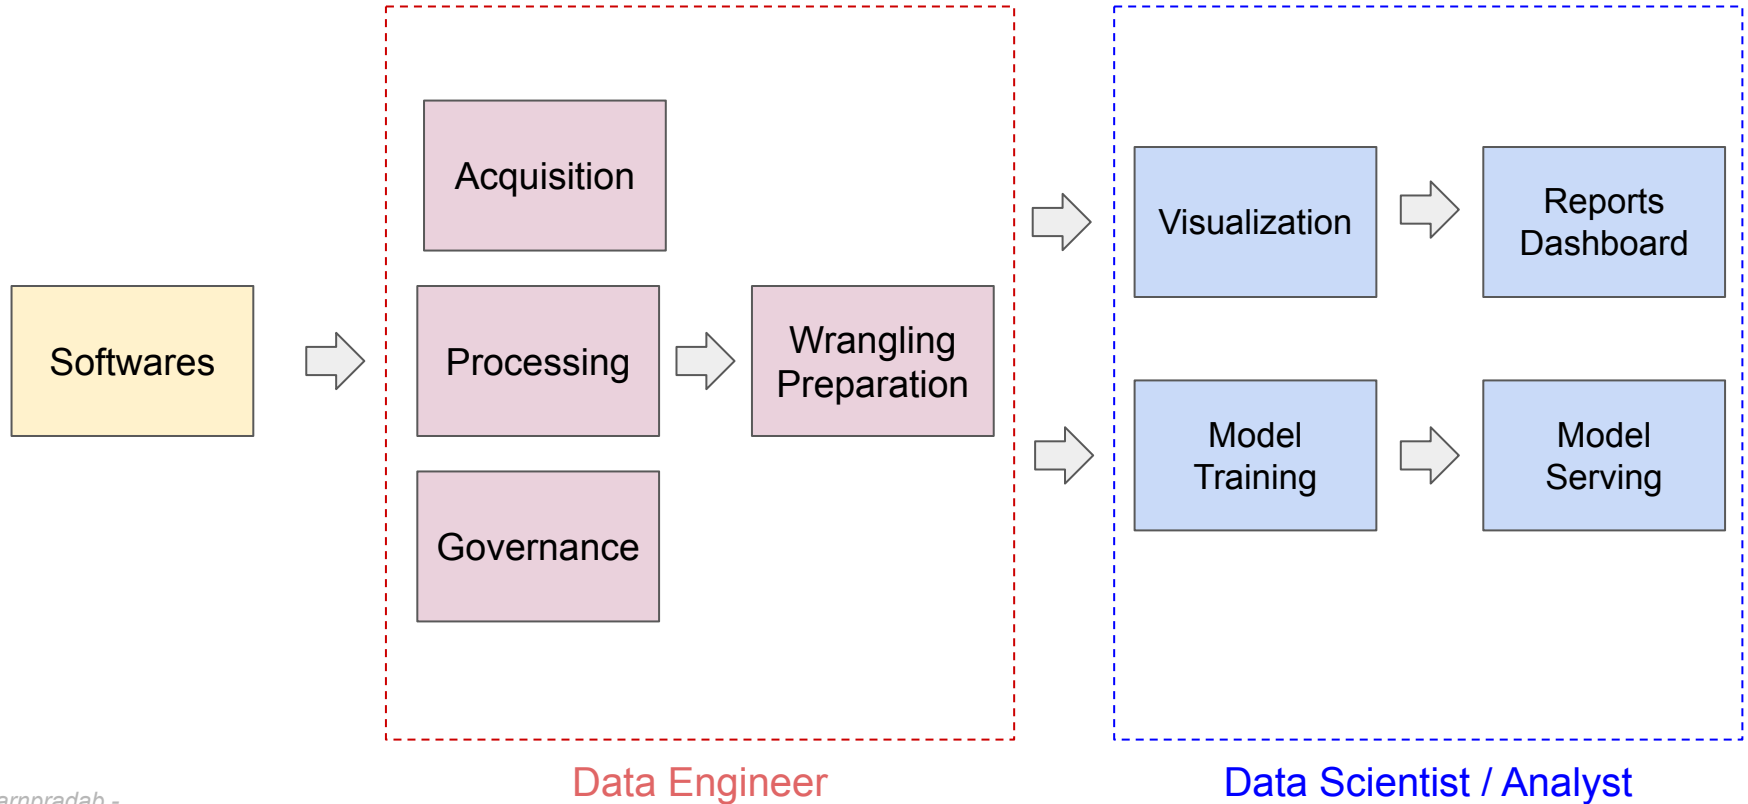 Acquisition
Visualization
Reports
Dashboard
Softwares
Processing
Wrangling
Preparation
Model
Training
Model
Serving
Governance
Data Engineer
Data Scientist / Analyst